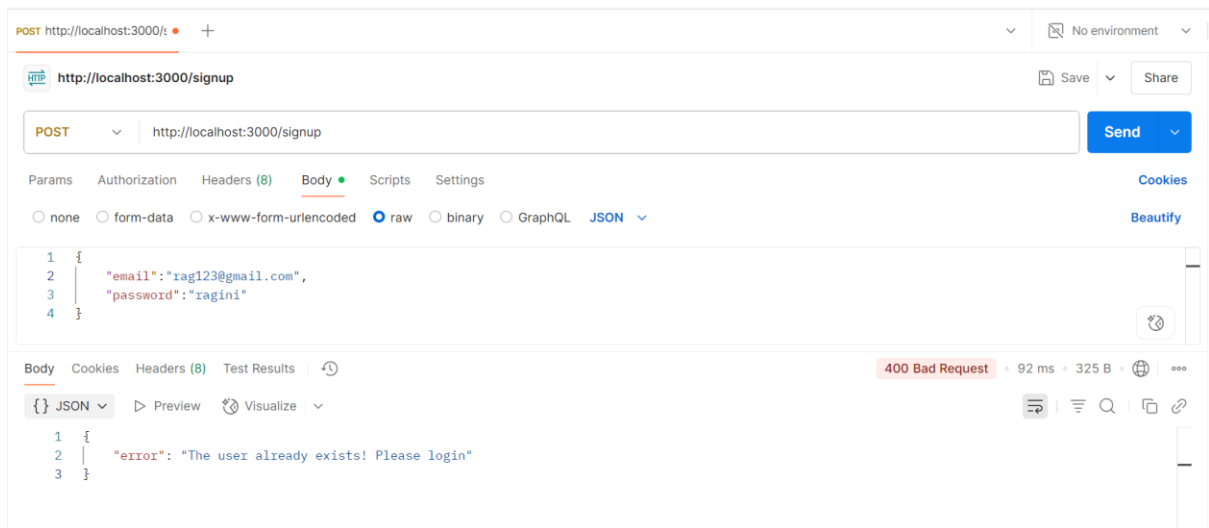 POST http://localhost:3000/s
No environment
HTTP http://localhost:3000/signup
Save Share
POST http://localhost:3000/signup Send
Params Authorization Headers (8) Body Scripts Settings Cookies
none form-data x-www-form-urlencoded raw binary GraphQL JSON Beautify
1 {
2 "email":"rag123@gmail.com",
3 "password":"ragini"
4 }
Body Cookies Headers (8) Test Results 400 Bad Request 92 ms 325 B
{} JSON Preview Visualize
1 {
2 "error": "The user already exists! Please login"
3 }